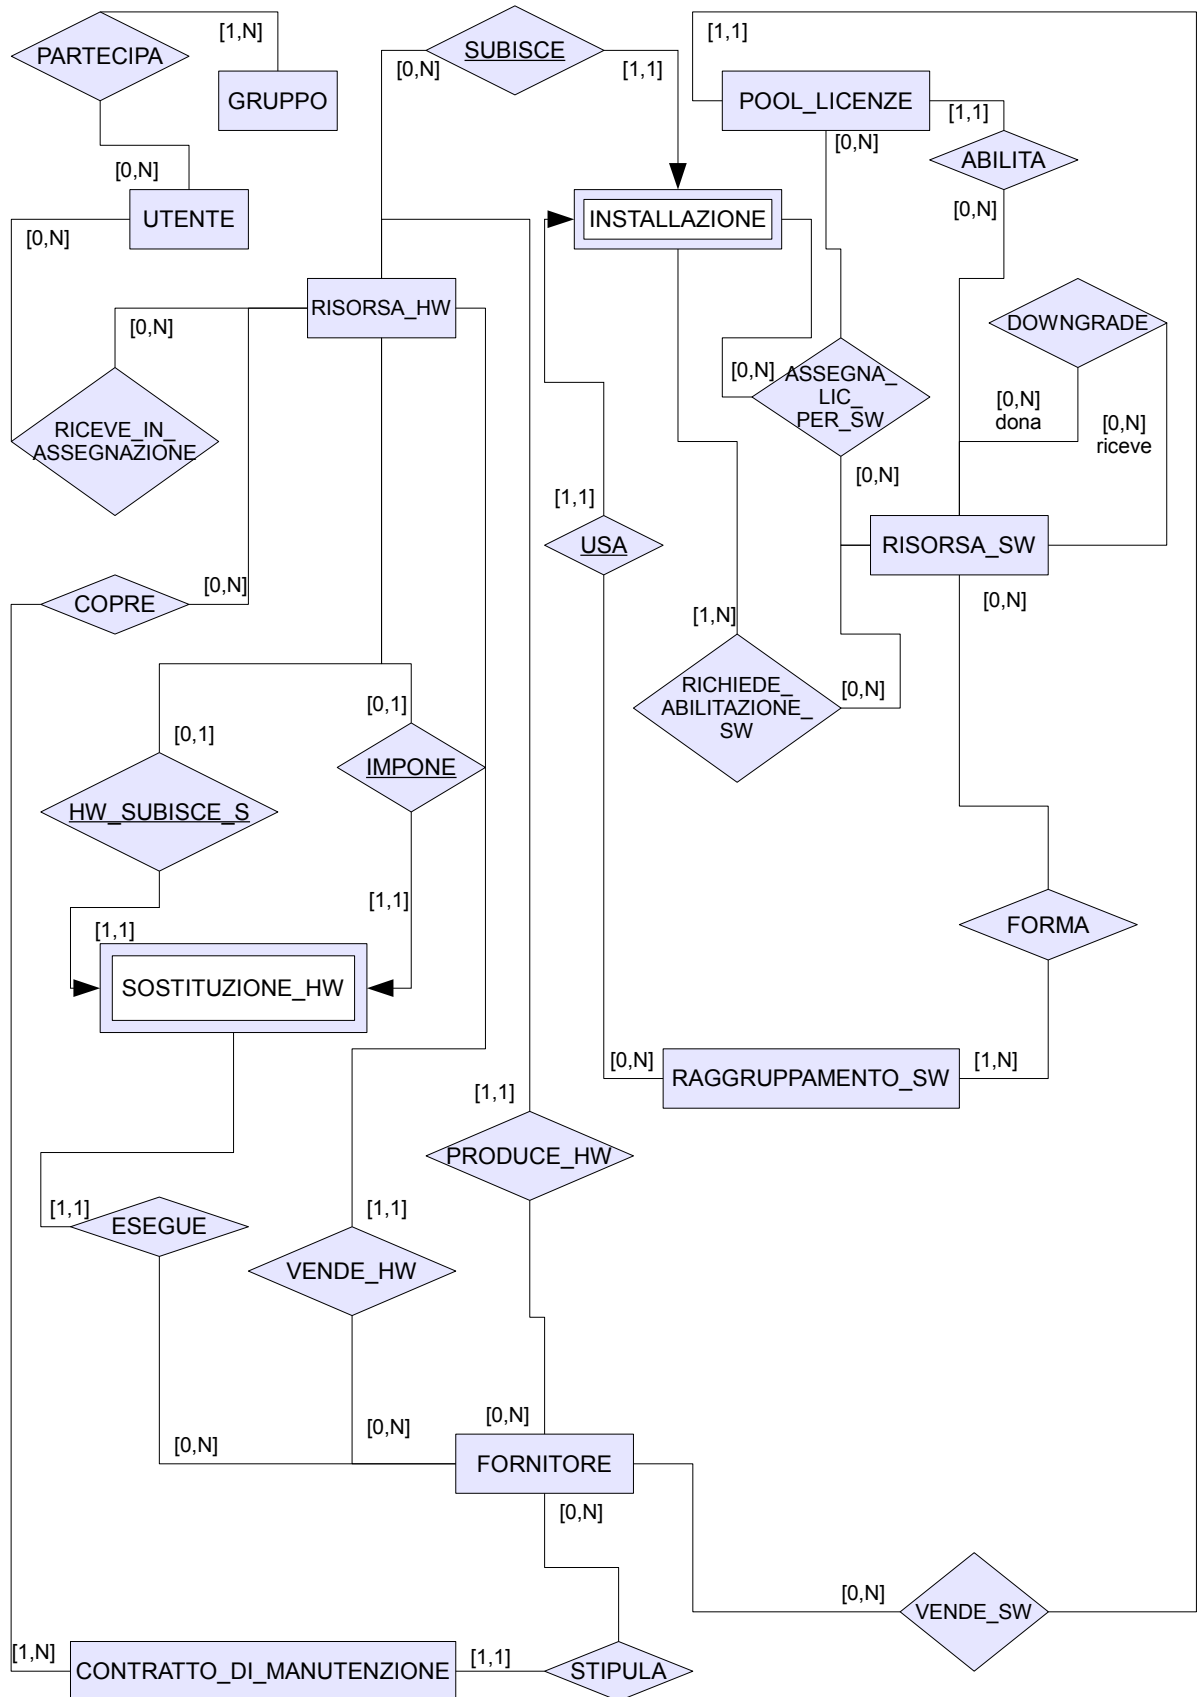 [1,N]
PARTECIPA
GRUPPO
[0,N]
UTENTE
[0,N]
SUBISCE
[0,N]
[1,1]
[1,1]
POOL_LICENZE
[1,1]
[0,N]
ABILITA
[0,N]
INSTALLAZIONE
RISORSA_HW
[0,N]
DOWNGRADE
[0,N]
dona
[0,N]
riceve
[0,N]
ASSEGNA_
LIC_
PER_SW
[0,N]
RICEVE_IN_
ASSEGNAZIONE
[1,1]
USA
RISORSA_SW
[0,N]
COPRE
[0,N]
[1,N]
RICHIEDE_
ABILITAZIONE_
SW
[0,N]
[0,1]
[0,1]
IMPONE
HW_SUBISCE_S
[1,1]
[1,1]
SOSTITUZIONE_HW
FORMA
[0,N]
RAGGRUPPAMENTO_SW
[1,N]
[1,1]
PRODUCE_HW
[1,1]
ESEGUE
[1,1]
VENDE_HW
[0,N]
[0,N]
[0,N]
FORNITORE
[0,N]
[0,N]
VENDE_SW
[1,N]
CONTRATTO_DI_MANUTENZIONE
[1,1]
STIPULA